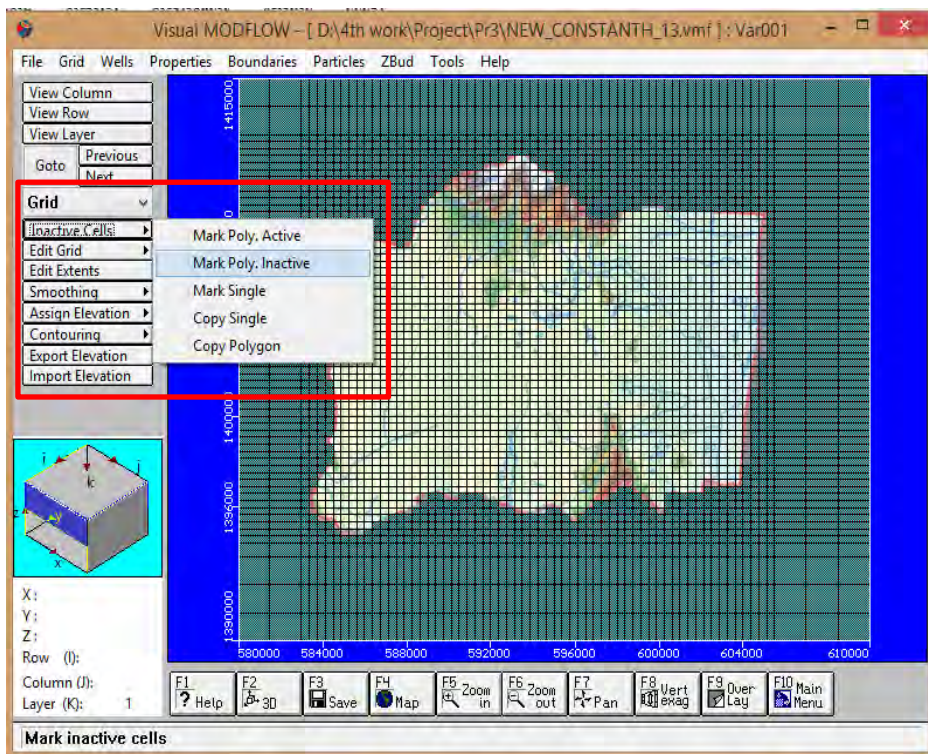 Visual MODFLOW – [ D:\4th work\Project\Pr3\NEW_CONSTANTH_13.vmf ] : Var001
File Grid Wells Properties Boundaries Particles ZBud Tools Help
View Column
View Row
View Layer
Goto
Previous
Next
Grid
Inactive Cells
Edit Grid
Edit Extents
Smoothing
Assign Elevation
Contouring
Export Elevation
Import Elevation
Mark Poly. Active
Mark Poly. Inactive
Mark Single
Copy Single
Copy Polygon
1415000
1400000
1396000
1390000
580000 584000 588000 592000 596000 600000 604000 610000
i
j
k
z
y
x
X :
Y :
Z :
Row (I):
Column (J):
Layer (K): 1
F1 ? Help
F2 3D
F3 Save
F4 Map
F5 Zoom in
F6 Zoom out
F7 Pan
F8 Vert exag
F9 Over Lay
F10 Main Menu
Mark inactive cells